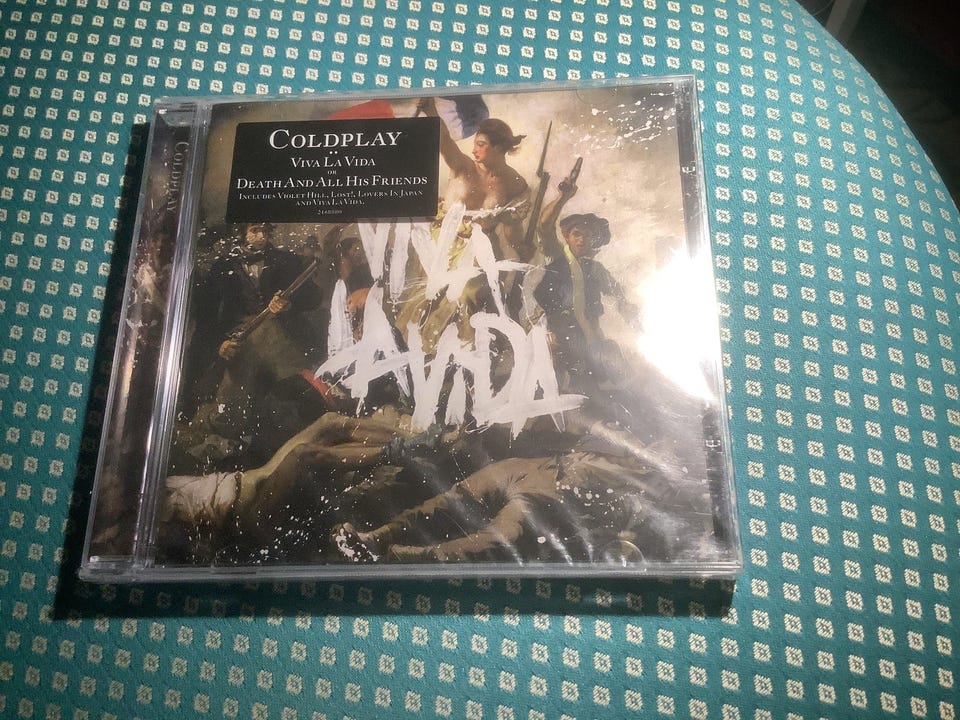 COLDPLAY
VIVA LA VIDA
OR
DEATH AND ALL HIS FRIENDS
INCLUDES VIOLET HILL, LOST!, LOVERS IN JAPAN
AND VIVA LA VIDA.
COLDPLAY
VIVA
LA VIDA